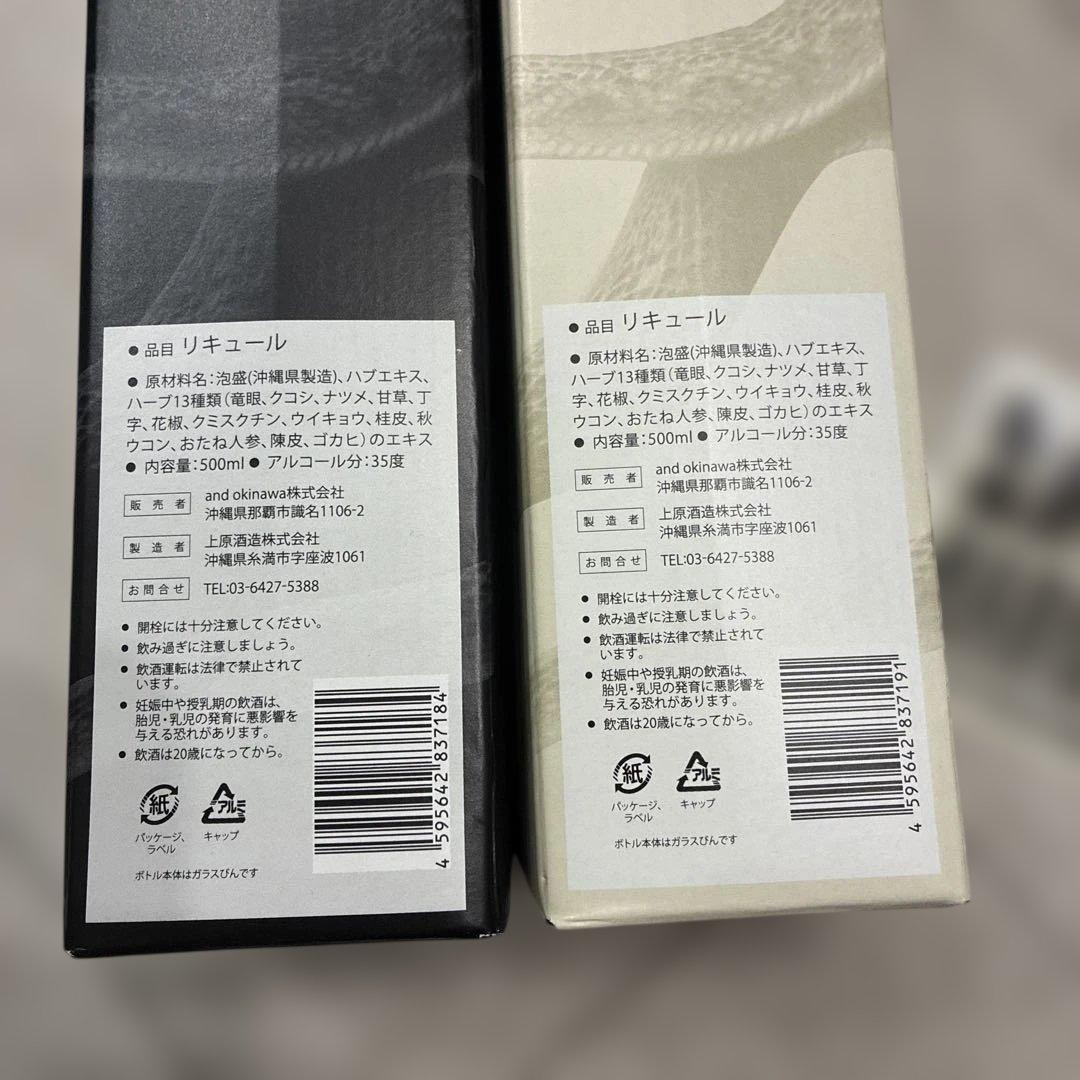 ● 品目 リキュール
● 原材料名：泡盛(沖縄県製造)、ハブエキス、
ハーブ13種類（竜眼、クコシ、ナツメ、甘草、丁
字、花椒、クミスクチン、ウイキョウ、桂皮、秋
ウコン、おたね人参、陳皮、ゴカヒ）のエキス
● 内容量：500ml ● アルコール分：35度
販売者 and okinawa株式会社
沖縄県那覇市識名1106-2
製造者 上原酒造株式会社
沖縄県糸満市字座波1061
お問合せ TEL:03-6427-5388
● 開栓には十分注意してください。
● 飲み過ぎに注意しましょう。
● 飲酒運転は法律で禁止されて
います。
● 妊娠中や授乳期の飲酒は、
胎児・乳児の発育に悪影響を
与える恐れがあります。
● 飲酒は20歳になってから。
紙
パッケージ、
ラベル
アルミ
キャップ
ボトル本体はガラスびんです
4 595642 837184
● 品目 リキュール
● 原材料名：泡盛(沖縄県製造)、ハブエキス、
ハーブ13種類（竜眼、クコシ、ナツメ、甘草、丁
字、花椒、クミスクチン、ウイキョウ、桂皮、秋
ウコン、おたね人参、陳皮、ゴカヒ）のエキス
● 内容量：500ml ● アルコール分：35度
販売者 and okinawa株式会社
沖縄県那覇市識名1106-2
製造者 上原酒造株式会社
沖縄県糸満市字座波1061
お問合せ TEL:03-6427-5388
● 開栓には十分注意してください。
● 飲み過ぎに注意しましょう。
● 飲酒運転は法律で禁止されて
います。
● 妊娠中や授乳期の飲酒は、
胎児・乳児の発育に悪影響を
与える恐れがあります。
● 飲酒は20歳になってから。
紙
パッケージ、
ラベル
アルミ
キャップ
ボトル本体はガラスびんです
4 595642 837191